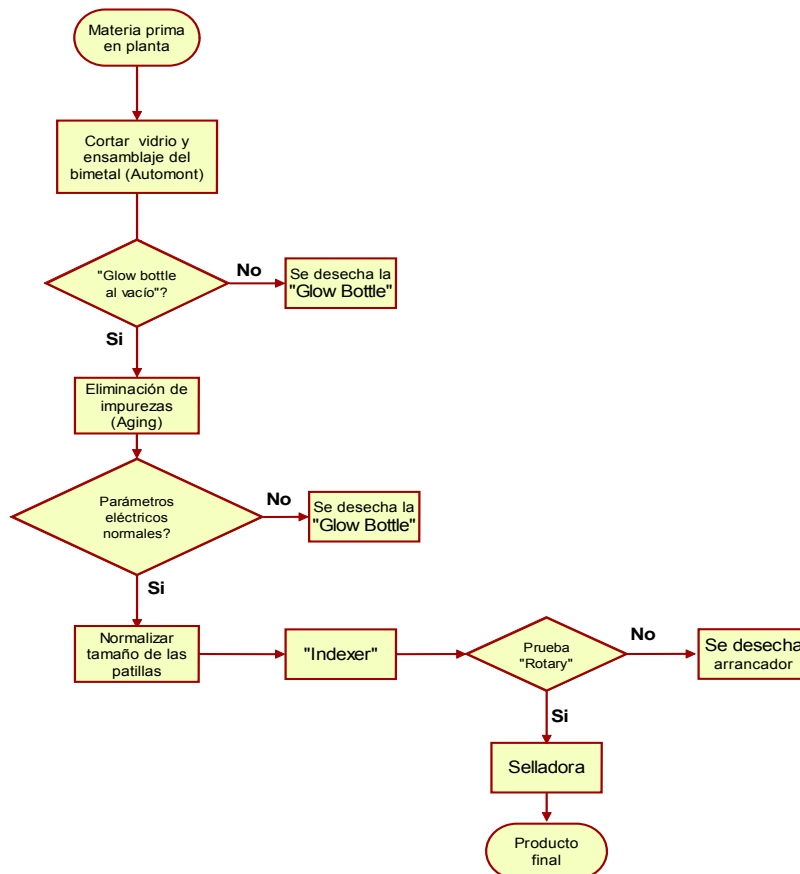 Materia prima
en planta
Cortar vidrio y
ensamblaje del
bimetal (Automont)
"Glow bottle
al vacío"?
No
Se desecha la
"Glow Bottle"
Si
Eliminación de
impurezas
(Aging)
Parámetros
eléctricos
normales?
No
Se desecha la
"Glow Bottle"
Si
Normalizar
tamaño de las
patillas
"Indexer"
Prueba
"Rotary"
No
Se desecha
arrancador
Si
Selladora
Producto
final